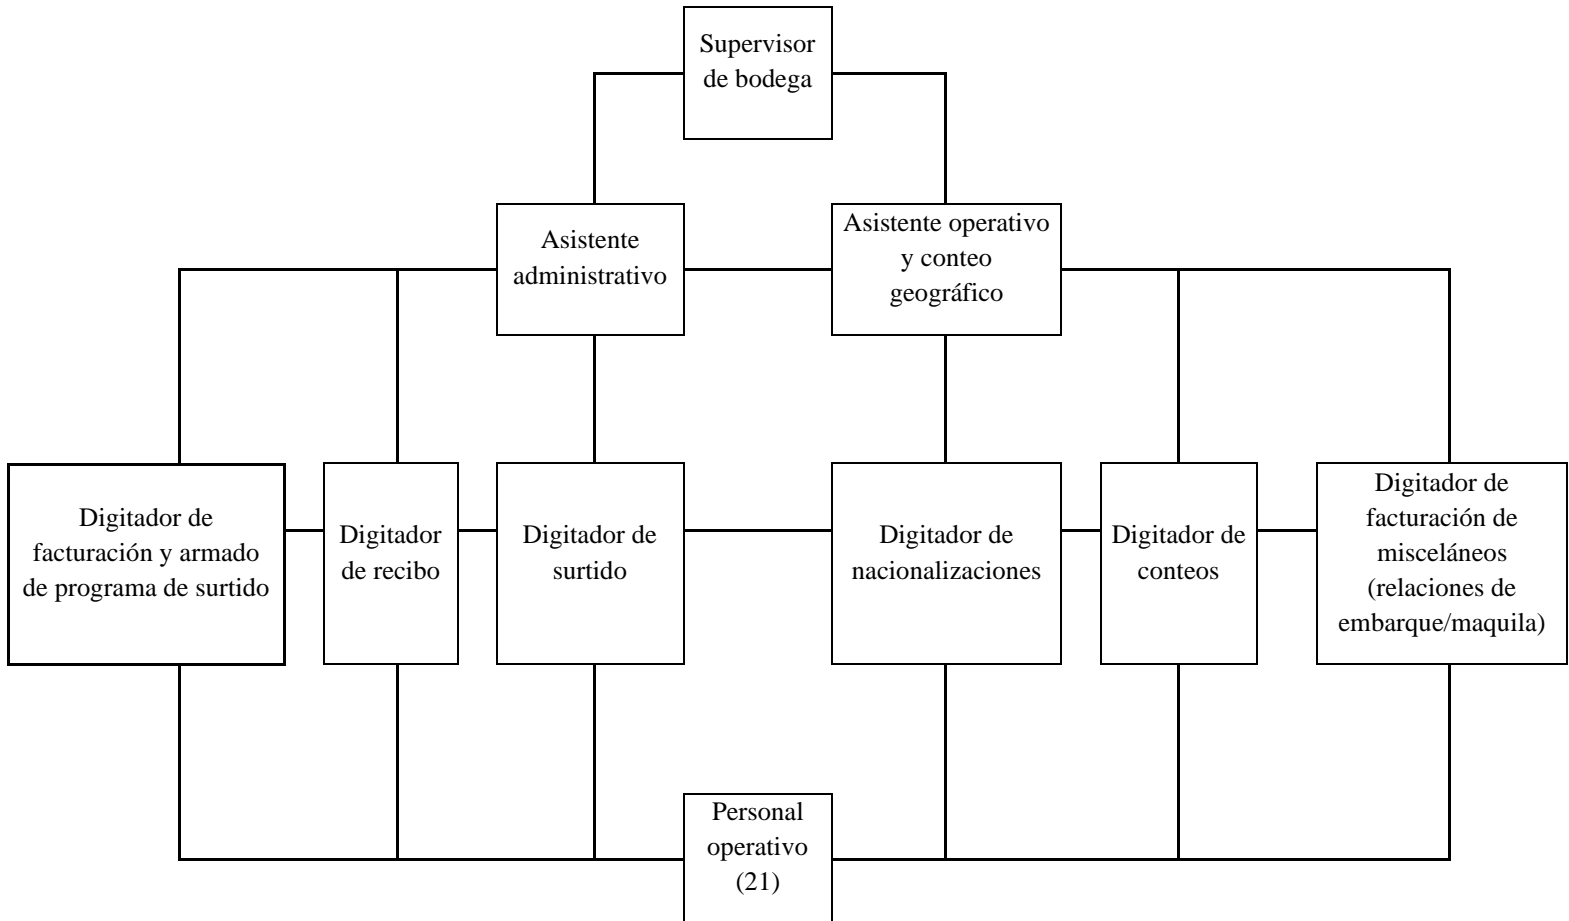 Supervisor
de bodega
Asistente
administrativo
Asistente operativo
y conteo
geográfico
Digitador de
facturación y armado
de programa de surtido
Digitador
de recibo
Digitador de
surtido
Digitador de
nacionalizaciones
Digitador de
conteos
Digitador de
facturación de
misceláneos
(relaciones de
embarque/maquila)
Personal
operativo
(21)